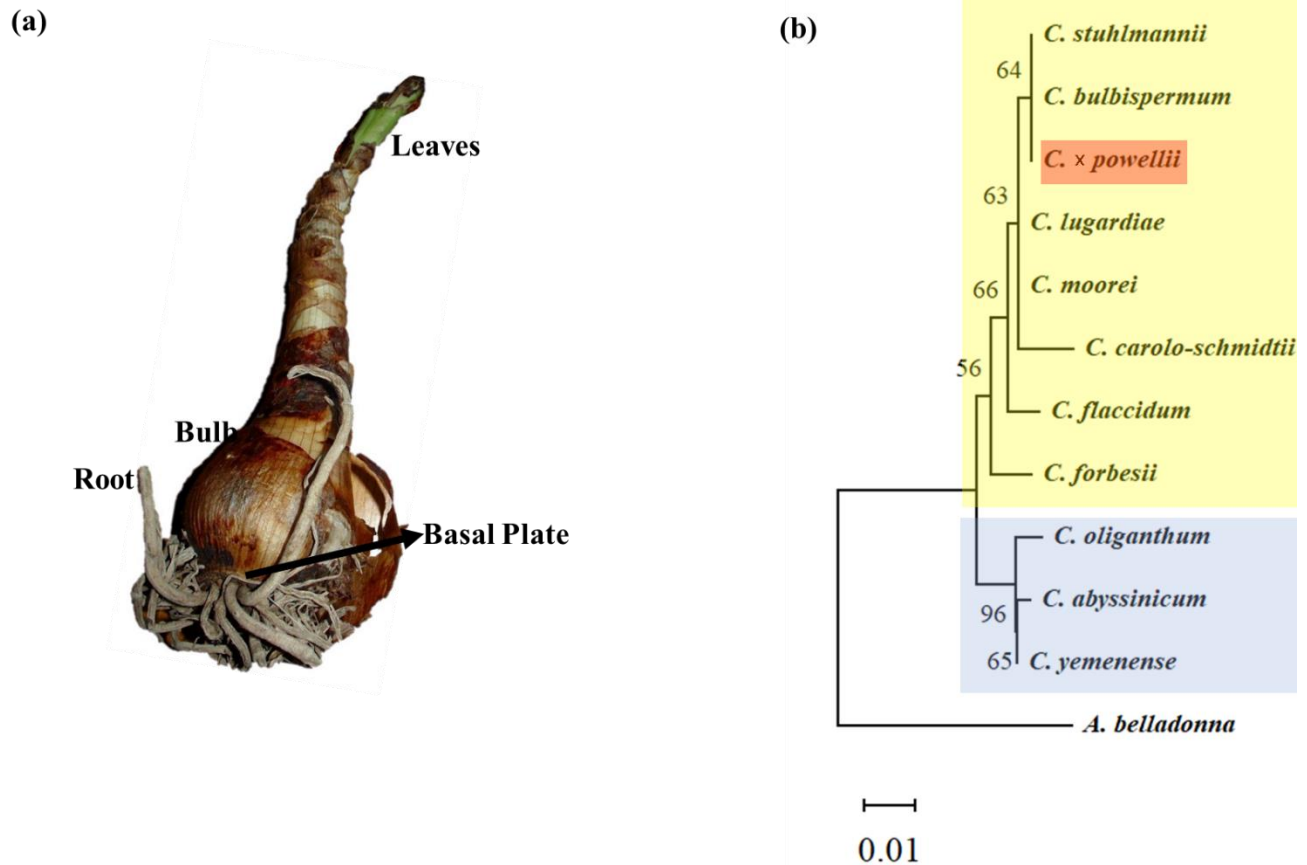 (a)
Leaves
Bulb
Root
Basal Plate
(b)
C. stuhlmannii
64
C. bulbispermum
C. × powellii
63
C. lugardiae
66
C. moorei
C. carolo-schmidtii
56
C. flaccidum
C. forbesii
C. oliganthum
C. abyssinicum
96
65
C. yemenense
A. belladonna
0.01